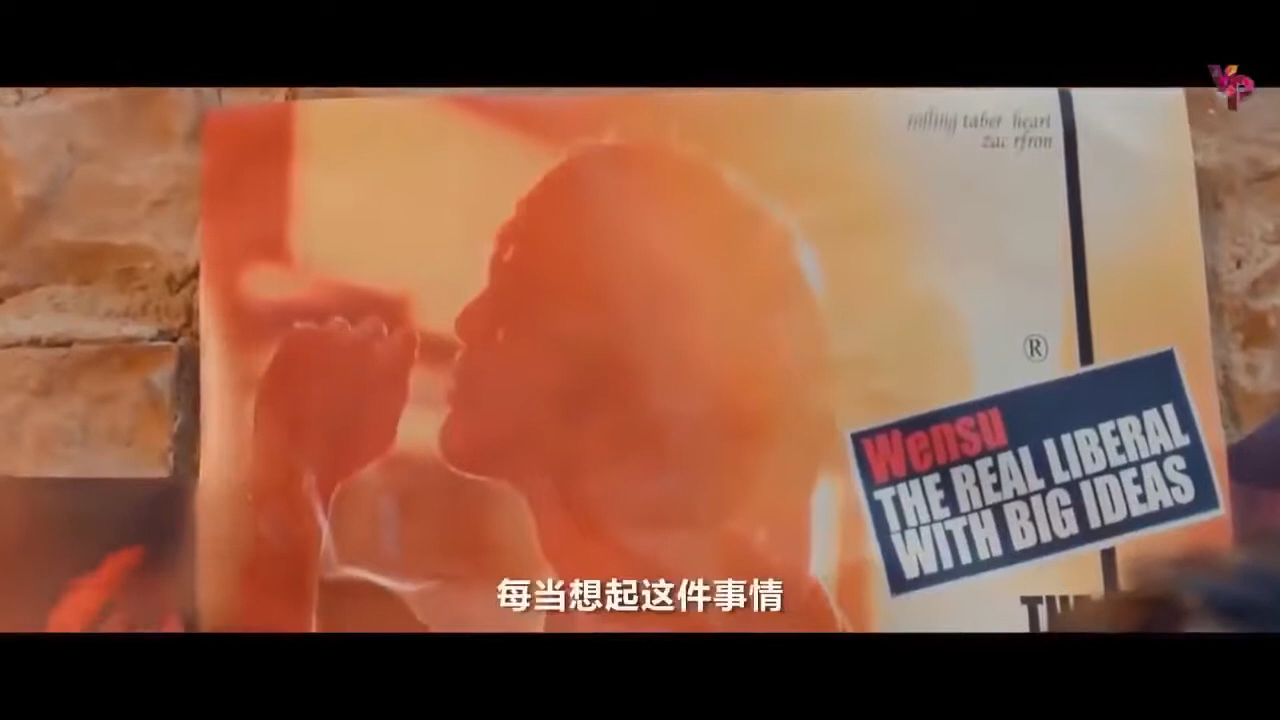 YP
rolling taber heart
zac rfron
®
Wensu
THE REAL LIBERAL
WITH BIG IDEAS
每当想起这件事情